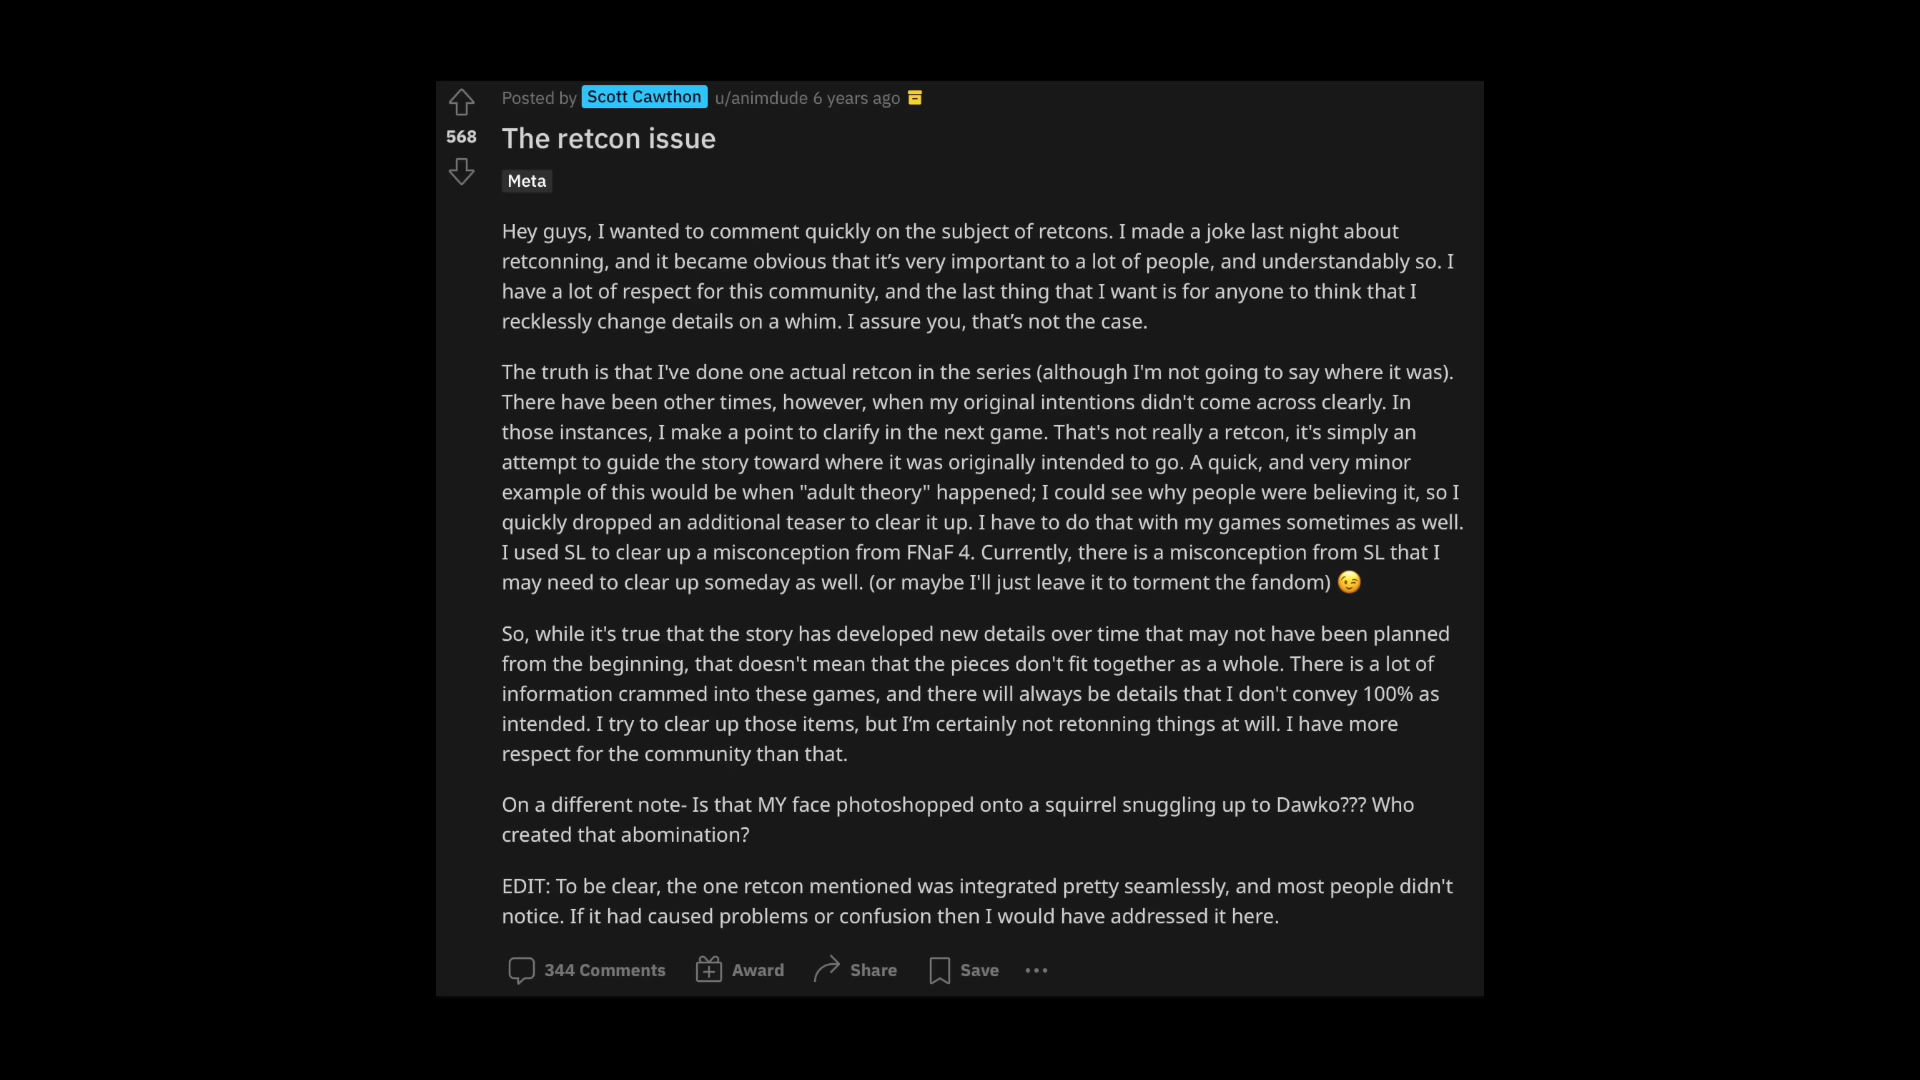 Posted by Scott Cawthon u/animdude 6 years ago
568
The retcon issue
Meta
Hey guys, I wanted to comment quickly on the subject of retcons. I made a joke last night about
retconning, and it became obvious that it’s very important to a lot of people, and understandably so. I
have a lot of respect for this community, and the last thing that I want is for anyone to think that I
recklessly change details on a whim. I assure you, that’s not the case.
The truth is that I've done one actual retcon in the series (although I'm not going to say where it was).
There have been other times, however, when my original intentions didn't come across clearly. In
those instances, I make a point to clarify in the next game. That's not really a retcon, it's simply an
attempt to guide the story toward where it was originally intended to go. A quick, and very minor
example of this would be when "adult theory" happened; I could see why people were believing it, so I
quickly dropped an additional teaser to clear it up. I have to do that with my games sometimes as well.
I used SL to clear up a misconception from FNaF 4. Currently, there is a misconception from SL that I
may need to clear up someday as well. (or maybe I'll just leave it to torment the fandom) 😉
So, while it's true that the story has developed new details over time that may not have been planned
from the beginning, that doesn't mean that the pieces don't fit together as a whole. There is a lot of
information crammed into these games, and there will always be details that I don't convey 100% as
intended. I try to clear up those items, but I’m certainly not retonning things at will. I have more
respect for the community than that.
On a different note- Is that MY face photoshopped onto a squirrel snuggling up to Dawko??? Who
created that abomination?
EDIT: To be clear, the one retcon mentioned was integrated pretty seamlessly, and most people didn't
notice. If it had caused problems or confusion then I would have addressed it here.
344 Comments Award Share Save